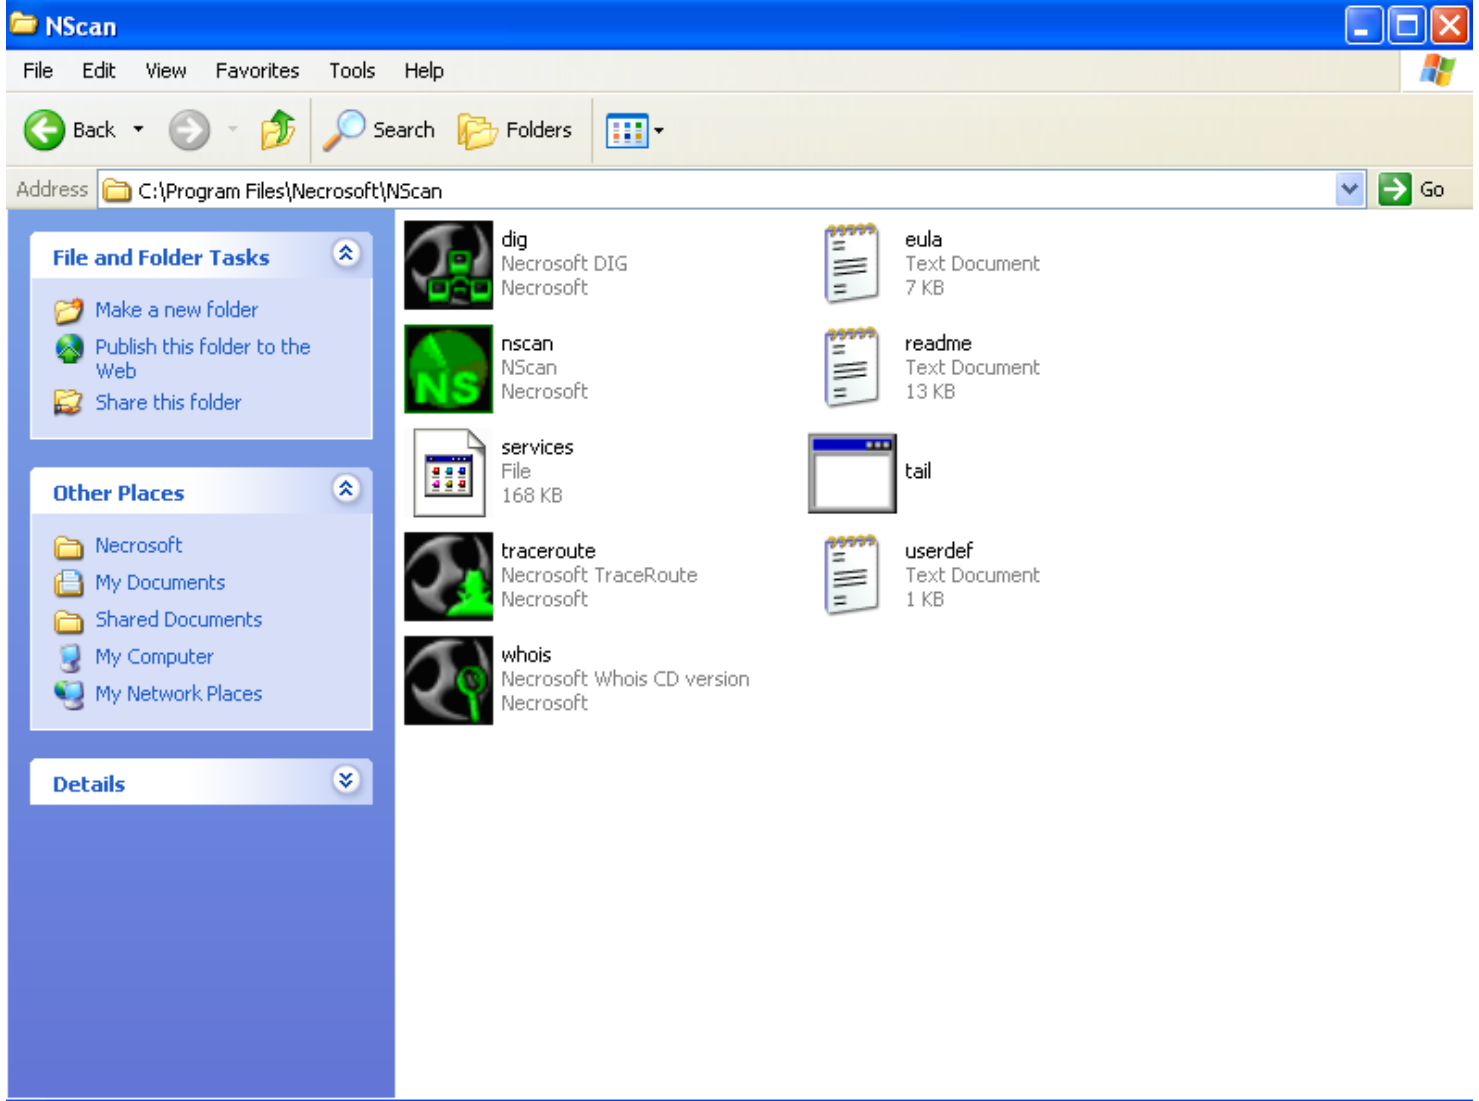 NScan
File Edit View Favorites Tools Help
Back Search Folders
Address C:\Program Files\Necrosoft\NScan Go
File and Folder Tasks
Make a new folder
Publish this folder to the
Web
Share this folder
Other Places
Necrosoft
My Documents
Shared Documents
My Computer
My Network Places
Details
dig
Necrosoft DIG
Necrosoft
eula
Text Document
7 KB
NS
nscan
NScan
Necrosoft
readme
Text Document
13 KB
services
File
168 KB
tail
traceroute
Necrosoft TraceRoute
Necrosoft
userdef
Text Document
1 KB
whois
Necrosoft Whois CD version
Necrosoft